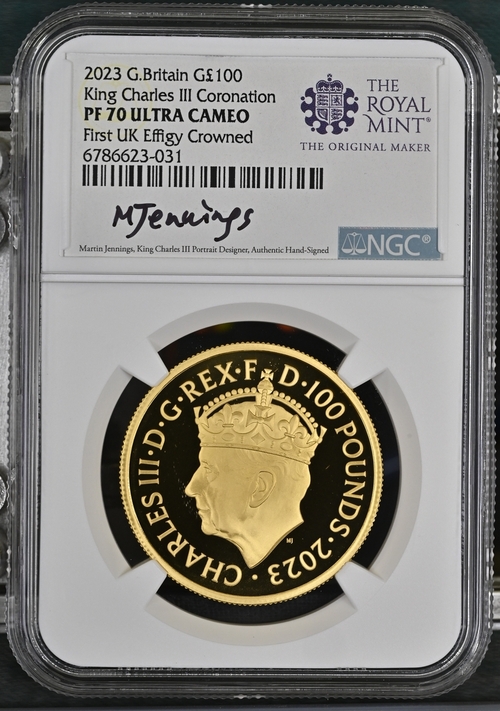 2023 G.Britain G£100
King Charles III Coronation
PF 70 ULTRA CAMEO
First UK Effigy Crowned
6786623-031
THE
ROYAL
MINT®
THE ORIGINAL MAKER
MJennings
Martin Jennings, King Charles III Portrait Designer, Authentic Hand-Signed
NGC®
CHARLES III·D·G·REX·F·D·100 POUNDS·2023·
MJ